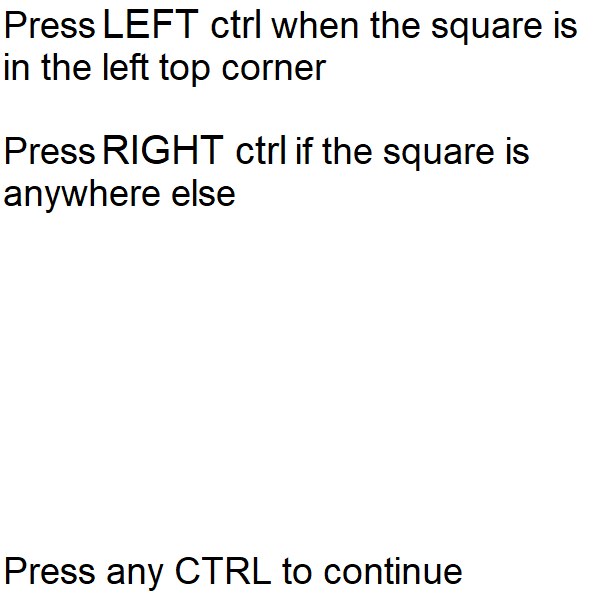 Press LEFT ctrl when the square is
in the left top corner
Press RIGHT ctrl if the square is
anywhere else
Press any CTRL to continue